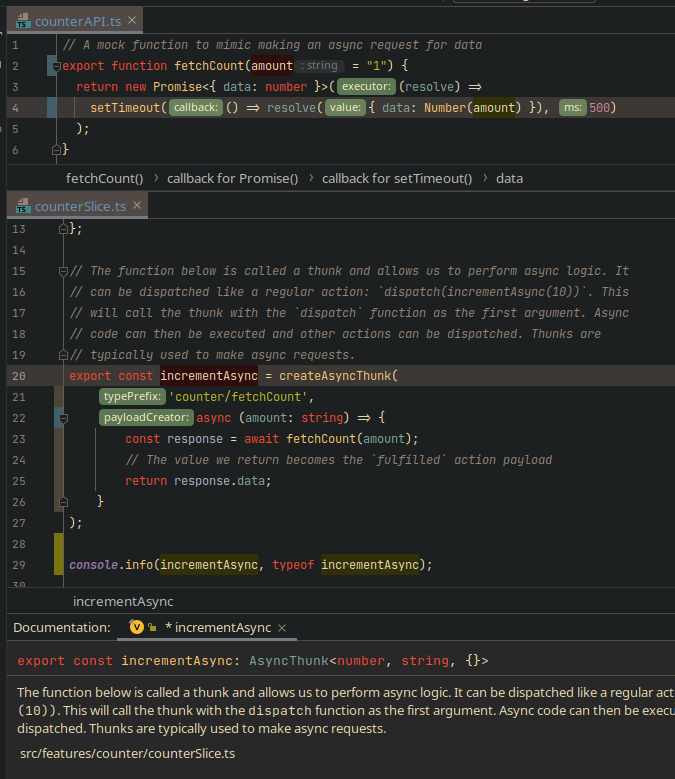 counterAPI.ts ×
1 // A mock function to mimic making an async request for data
2 export function fetchCount(amount : string = "1") {
3 return new Promise<{ data: number }>( executor: (resolve) =>
4 setTimeout( callback: () => resolve( value: { data: Number(amount) }), ms: 500)
5 );
6 }
fetchCount() › callback for Promise() › callback for setTimeout() › data
counterSlice.ts ×
13 };
14
15 // The function below is called a thunk and allows us to perform async logic. It
16 // can be dispatched like a regular action: `dispatch(incrementAsync(10))`. This
17 // will call the thunk with the `dispatch` function as the first argument. Async
18 // code can then be executed and other actions can be dispatched. Thunks are
19 // typically used to make async requests.
20 export const incrementAsync = createAsyncThunk(
21 typePrefix: 'counter/fetchCount',
22 payloadCreator: async (amount: string) => {
23 const response = await fetchCount(amount);
24 // The value we return becomes the `fulfilled` action payload
25 return response.data;
26 }
27 );
28
29 console.info(incrementAsync, typeof incrementAsync);
30
incrementAsync
Documentation: V * incrementAsync ×
export const incrementAsync: AsyncThunk<number, string, {}>
The function below is called a thunk and allows us to perform async logic. It can be dispatched like a regular act
(10)). This will call the thunk with the dispatch function as the first argument. Async code can then be execu
dispatched. Thunks are typically used to make async requests.
src/features/counter/counterSlice.ts